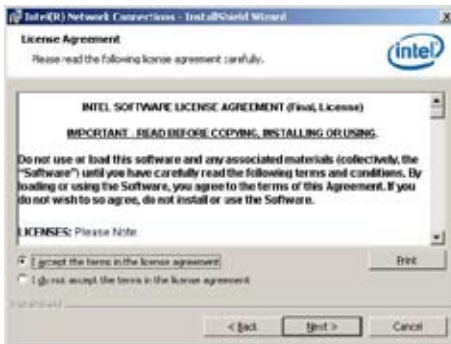 Intel(R) Network Connections - InstallShield Wizard
License Agreement
Please read the following license agreement carefully.
intel
INTEL SOFTWARE LICENSE AGREEMENT (Final, License)
IMPORTANT - READ BEFORE COPYING, INSTALLING OR USING.
Do not use or load this software and any associated materials (collectively, the
"Software") until you have carefully read the following terms and conditions. By
loading or using the Software, you agree to the terms of this Agreement. If you
do not wish to so agree, do not install or use the Software.
LICENSES: Please Note
I accept the terms in the license agreement
Print
I do not accept the terms in the license agreement
InstallShield
< Back
Next >
Cancel